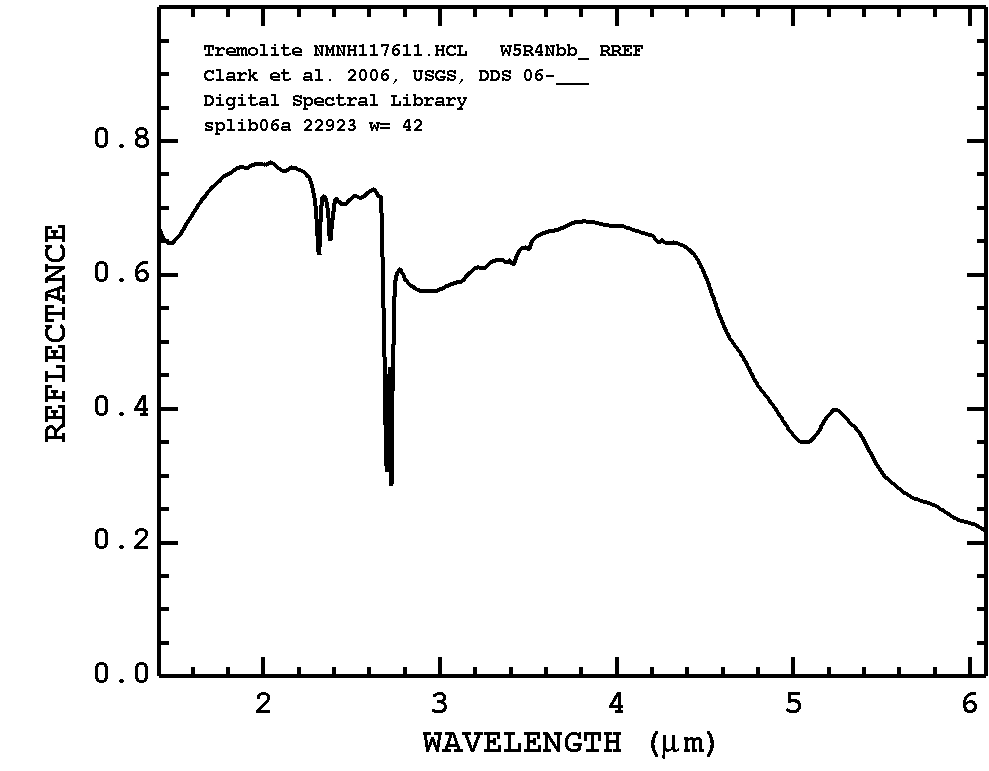 Tremolite NMNH117611.HCL W5R4Nbb_ RREF
Clark et al. 2006, USGS, DDS 06-___
Digital Spectral Library
splib06a 22923 w= 42
0.8
0.6
0.4
0.2
0.0
REFLECTANCE
2 3 4 5 6
WAVELENGTH (μm)